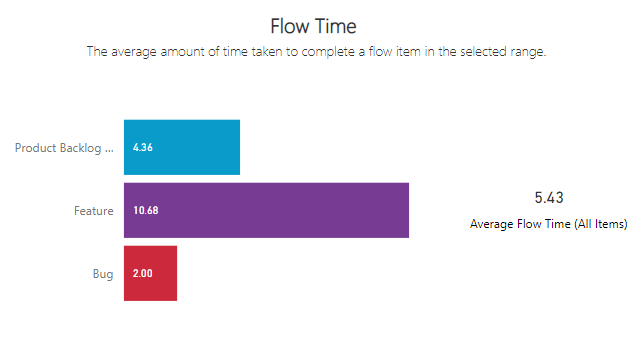 Flow Time
The average amount of time taken to complete a flow item in the selected range.
Product Backlog ...
4.36
Feature
10.68
Bug
2.00
5.43
Average Flow Time (All Items)